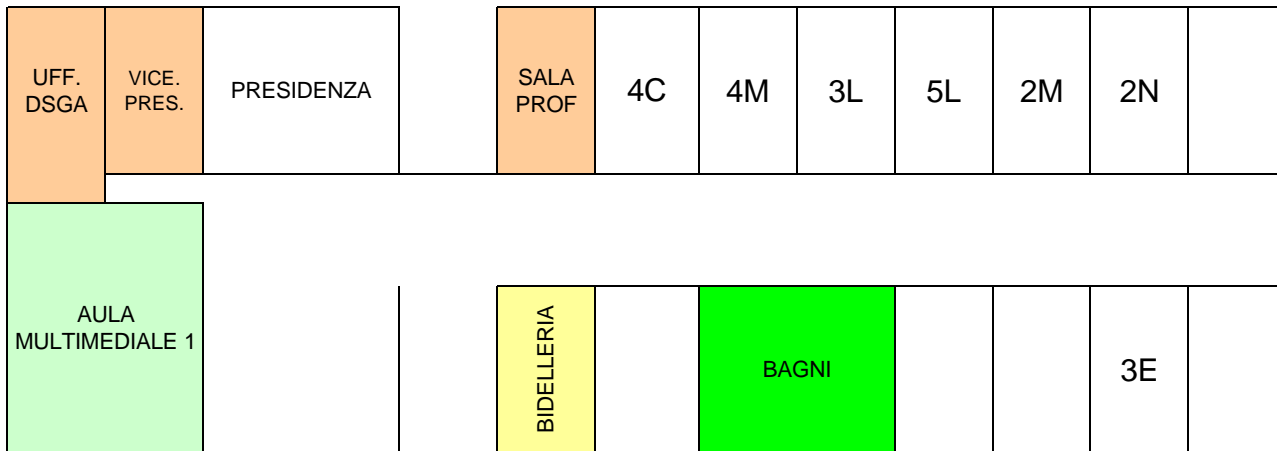 UFF.
DSGA
VICE.
PRES.
PRESIDENZA
SALA
PROF
4C
4M
3L
5L
2M
2N
AULA
MULTIMEDIALE 1
BIDELLERIA
BAGNI
3E